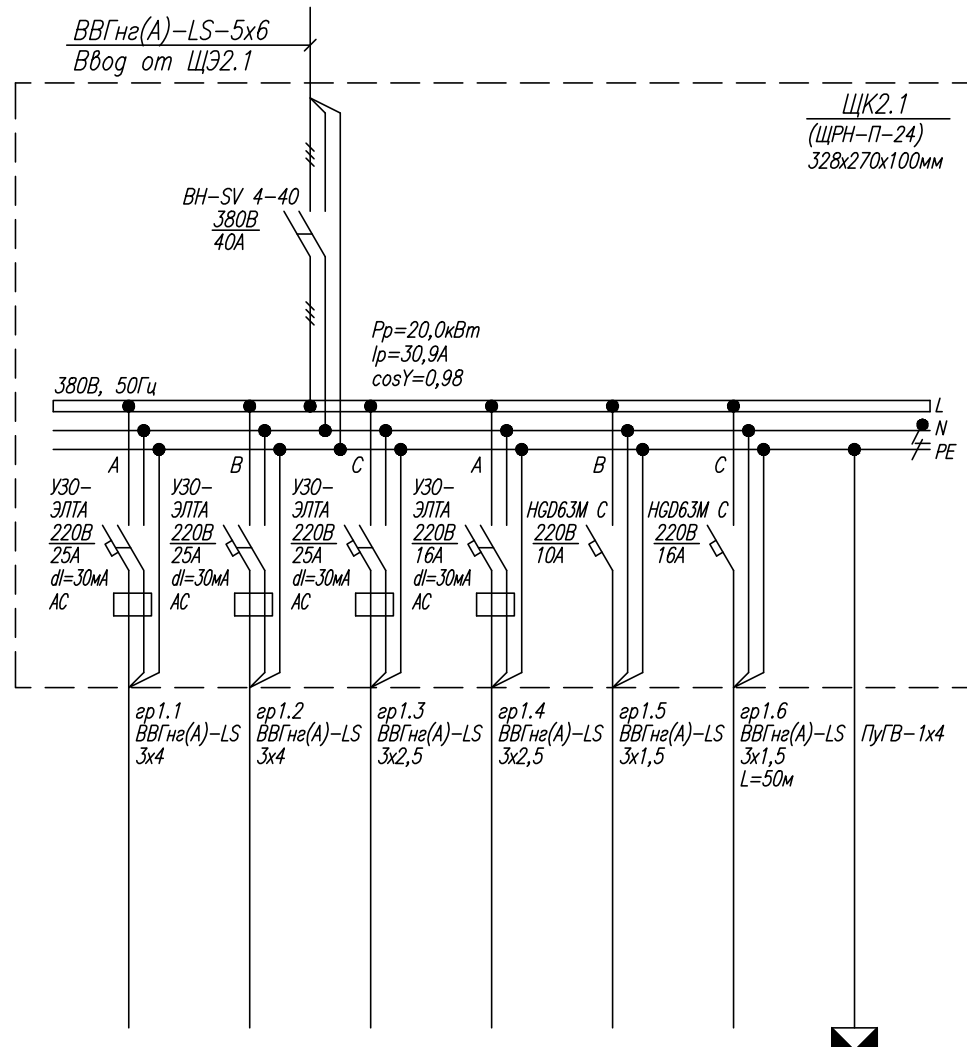 ВВГнг(А)-LS-5х6
Ввод от ЩЭ2.1
ЩК2.1
(ЩРН-П-24)
328х270х100мм
ВН-SV 4-40
380В
40А
Рр=20,0кВт
Iр=30,9А
cosY=0,98
380В, 50Гц
L
N
PE
А
В
С
А
В
С
УЗО-
ЭЛТА
220В
25А
dI=30мА
АС
УЗО-
ЭЛТА
220В
25А
dI=30мА
АС
УЗО-
ЭЛТА
220В
25А
dI=30мА
АС
УЗО-
ЭЛТА
220В
16А
dI=30мА
АС
HGD63M С
220В
10А
HGD63M С
220В
16А
гр1.1
ВВГнг(А)-LS
3х4
гр1.2
ВВГнг(А)-LS
3х4
гр1.3
ВВГнг(А)-LS
3х2,5
гр1.4
ВВГнг(А)-LS
3х2,5
гр1.5
ВВГнг(А)-LS
3х1,5
гр1.6
ВВГнг(А)-LS
3х1,5
L=50м
ПуГВ-1х4